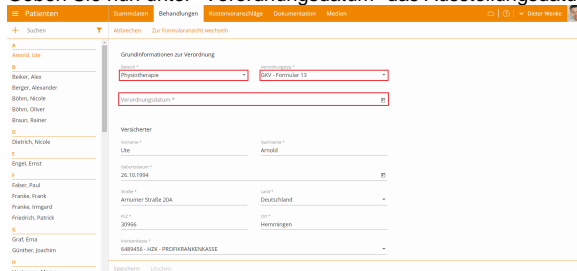 Geben Sie nun unter "Verordnungsdatum" das Ausstellungsdatum
Patienten
Stammdaten Behandlungen Kostenvoranschläge Dokumentation Medien
Dieter Wenke
Suchen
Abbrechen Zur Formularansicht wechseln
A
Arnold, Ute
B
Beiker, Alex
Berger, Alexander
Böhm, Nicole
Böhm, Oliver
Braun, Rainer
D
Dietrich, Nicole
E
Engel, Ernst
F
Faber, Paul
Franke, Frank
Franke, Irmgard
Friedrich, Patrick
G
Graf, Erna
Günther, Joachim
H
Grundinformationen zur Verordnung
Bereich * Verordnungstyp *
Physiotherapie GKV - Formular 13
Verordnungsdatum *
Versicherter
Vorname * Nachname *
Ute Arnold
Geburtsdatum *
26.10.1994
Straße * Land *
Arnumer Straße 20A Deutschland
PLZ * Ort *
30966 Hemmingen
Krankenkasse *
6489456 - HZK - PROFIKRANKENKASSE
Speichern Löschen